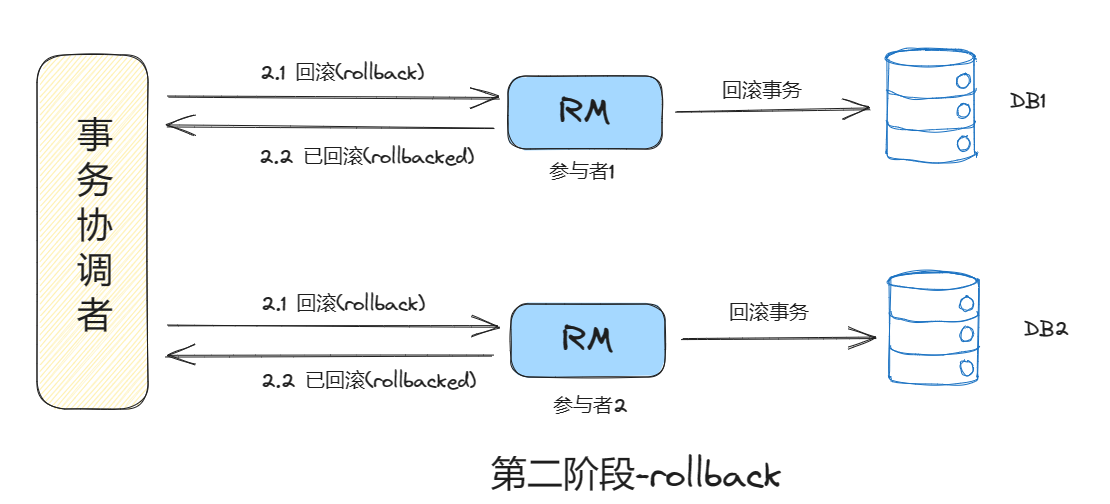 事务协调者
2.1 回滚(rollback)
RM
回滚事务
DB1
2.2 已回滚(rollbacked)
参与者1
2.1 回滚(rollback)
RM
回滚事务
DB2
2.2 已回滚(rollbacked)
参与者2
第二阶段-rollback